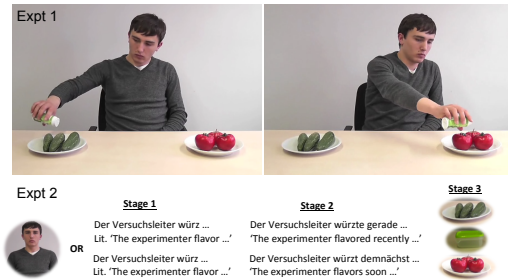 Expt 1
Expt 2
Stage 1
Stage 2
Stage 3
OR
Der Versuchsleiter würz ...
Lit. 'The experimenter flavor ...'
Der Versuchsleiter würz ...
Lit. 'The experimenter flavor ...'
Der Versuchsleiter würzte gerade ...
'The experimenter flavored recently ...'
Der Versuchsleiter würzt demnächst ...
'The experimenter flavors soon ...'